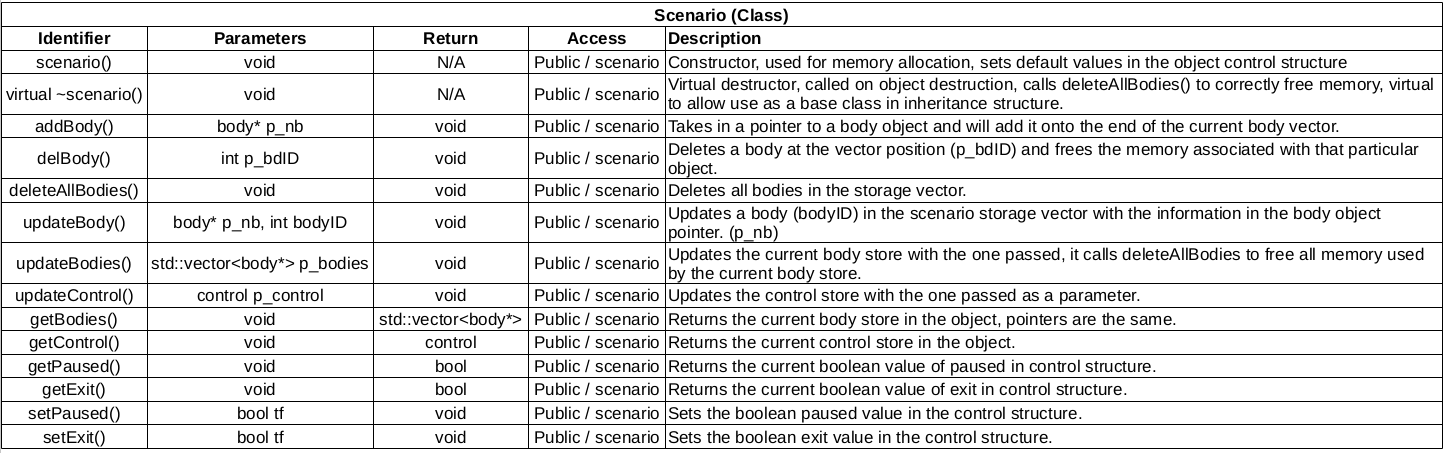 Scenario (Class)
Identifier Parameters Return Access Description
scenario() void N/A Public / scenario Constructor, used for memory allocation, sets default values in the object control structure
virtual ~scenario() void N/A Public / scenario Virtual destructor, called on object destruction, calls deleteAllBodies() to correctly free memory, virtual
to allow use as a base class in inheritance structure.
addBody() body* p_nb void Public / scenario Takes in a pointer to a body object and will add it onto the end of the current body vector.
delBody() int p_bdID void Public / scenario Deletes a body at the vector position (p_bdID) and frees the memory associated with that particular
object.
deleteAllBodies() void void Public / scenario Deletes all bodies in the storage vector.
updateBody() body* p_nb, int bodyID void Public / scenario Updates a body (bodyID) in the scenario storage vector with the information in the body object
pointer. (p_nb)
updateBodies() std::vector<body*> p_bodies void Public / scenario Updates the current body store with the one passed, it calls deleteAllBodies to free all memory used
by the current body store.
updateControl() control p_control void Public / scenario Updates the control store with the one passed as a parameter.
getBodies() void std::vector<body*> Public / scenario Returns the current body store in the object, pointers are the same.
getControl() void control Public / scenario Returns the current control store in the object.
getPaused() void bool Public / scenario Returns the current boolean value of paused in control structure.
getExit() void bool Public / scenario Returns the current boolean value of exit in control structure.
setPaused() bool tf void Public / scenario Sets the boolean paused value in the control structure.
setExit() bool tf void Public / scenario Sets the boolean exit value in the control structure.